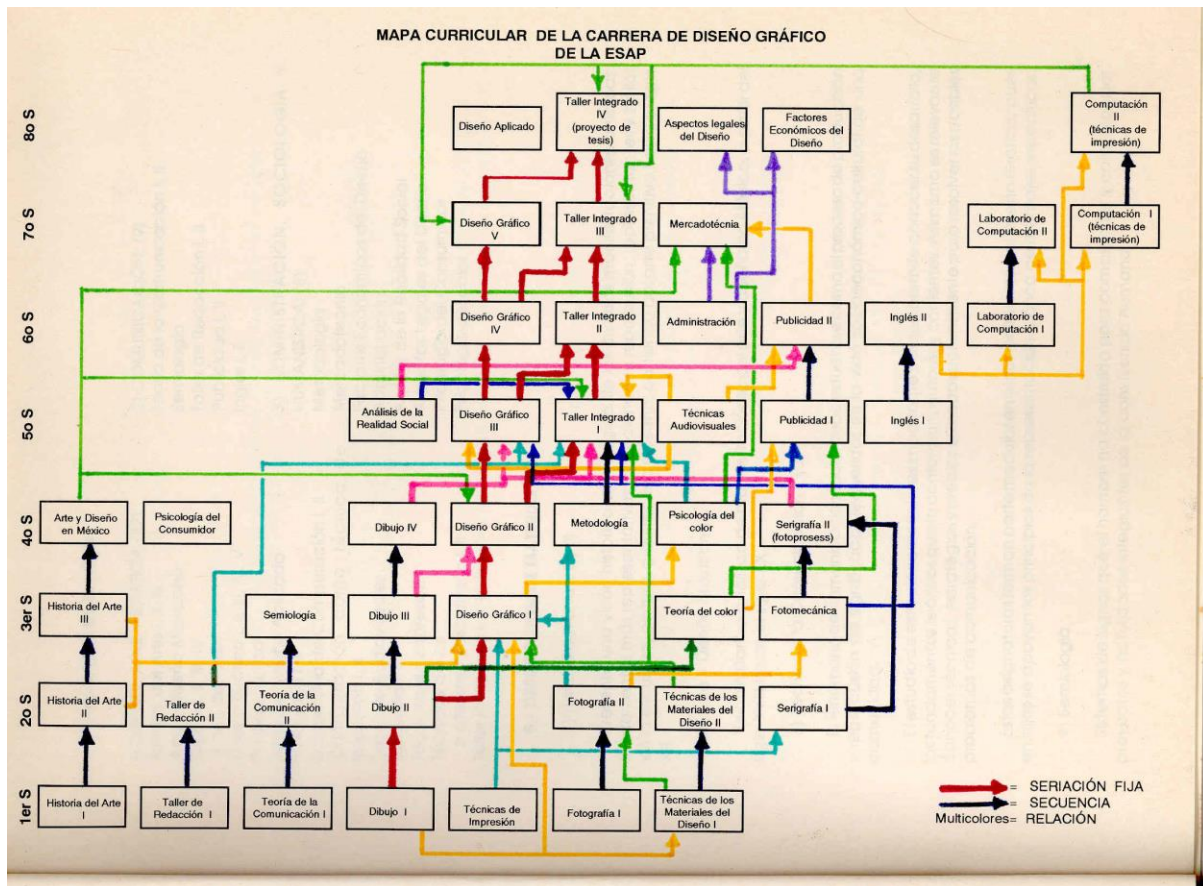 MAPA CURRICULAR DE LA CARRERA DE DISEÑO GRÁFICO
DE LA ESAP
8o S
Diseño Aplicado
Taller Integrado
IV
(proyecto de
tesis)
Aspectos legales
del Diseño
Factores
Económicos del
Diseño
Computación
II
(técnicas de
impresión)
7o S
Diseño Gráfico
V
Taller Integrado
III
Mercadotécnia
Laboratorio de
Computación II
Computación I
(técnicas de
impresión)
6o S
Diseño Gráfico
IV
Taller Integrado
II
Administración
Publicidad II
Inglés II
Laboratorio de
Computación I
5o S
Análisis de la
Realidad Social
Diseño Gráfico
III
Taller Integrado
I
Técnicas
Audiovisuales
Publicidad I
Inglés I
4o S
Arte y Diseño
en México
Psicología del
Consumidor
Dibujo IV
Diseño Gráfico II
Metodología
Psicología del
color
Serigrafía II
(fotoprosess)
3er S
Historia del Arte
III
Semiología
Dibujo III
Diseño Gráfico I
Teoría del color
Fotomecánica
2o S
Historia del Arte
II
Taller de
Redacción II
Teoría de la
Comunicación
II
Dibujo II
Fotografía II
Técnicas de los
Materiales del
Diseño II
Serigrafía I
1er S
Historia del Arte
I
Taller de
Redacción I
Teoría de la
Comunicación I
Dibujo I
Técnicas de
Impresión
Fotografía I
Técnicas de los
Materiales del
Diseño I
= SERIACIÓN FIJA
= SECUENCIA
Multicolores= RELACIÓN